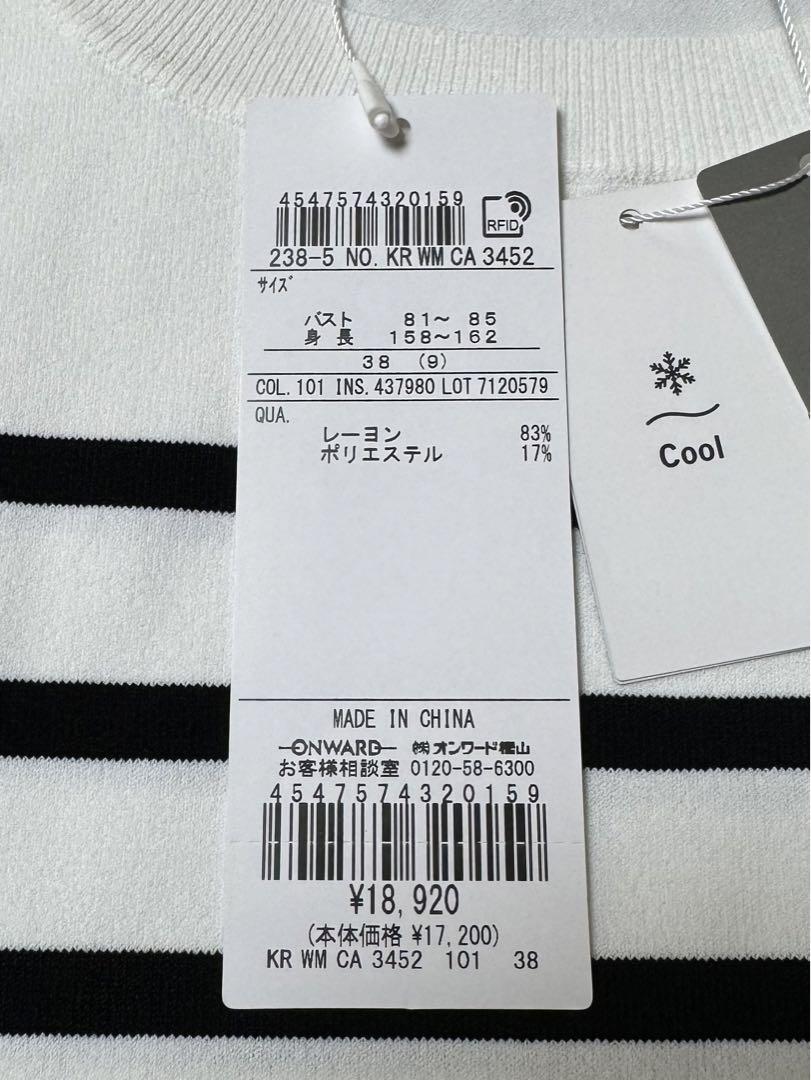 4547574320159
RFID
238-5 NO. KR WM CA 3452
サイズ
バスト 81～ 85
身 長 158～162
38 (9)
COL. 101 INS. 437980 LOT 7120579
QUA.
レーヨン 83%
ポリエステル 17%
MADE IN CHINA
ONWARD ㈱オンワード樫山
お客様相談室 0120-58-6300
4547574320159
¥18,920
(本体価格 ¥17,200)
KR WM CA 3452 101 38
Cool